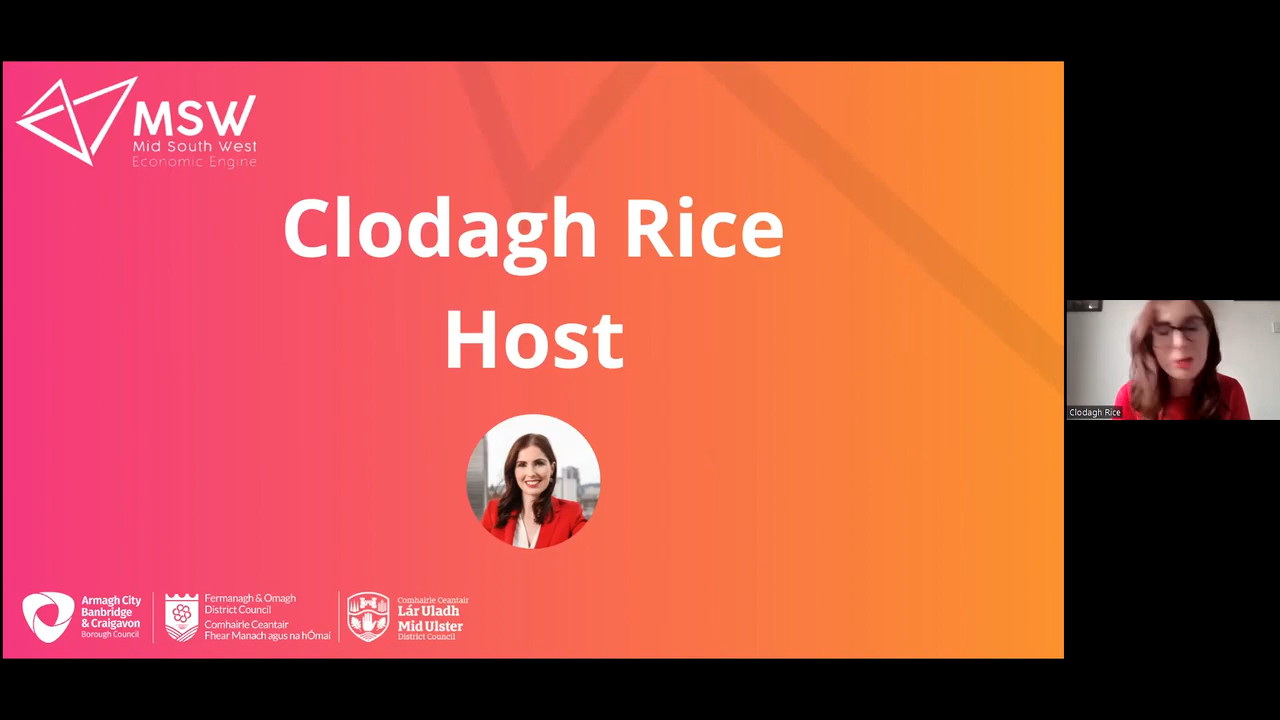 MSW
Mid South West
Economic Engine
Clodagh Rice
Host
Armagh City
Banbridge
& Craigavon
Borough Council
Fermanagh & Omagh
District Council
Comhairle Ceantair
Fhear Manach agus na hÓmaí
Comhairle Ceantair
Lár Uladh
Mid Ulster
District Council
Clodagh Rice